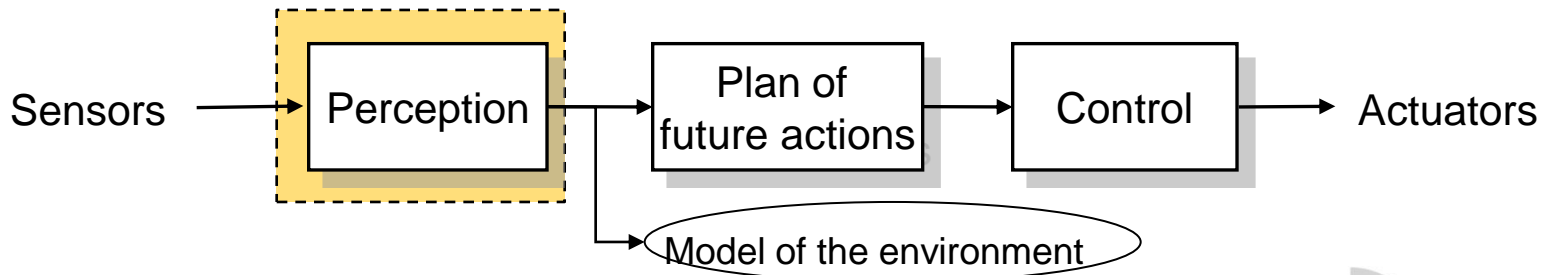 Sensors
Perception
Plan of
future actions
Control
Actuators
Model of the environment